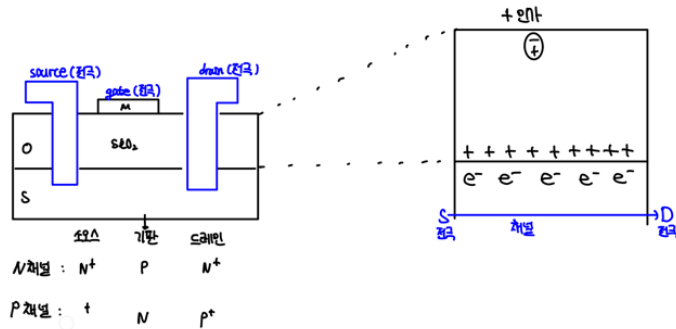 + 인가
source(전극)
gate(전극)
drain(전극)
M
O
SiO₂
S
- +
+ + + + + + + +
e⁻ e⁻ e⁻ e⁻ e⁻
S D
전극 채널 전극
소오스 기판 드레인
N채널 : N⁺ P N⁺
P채널 : + N P⁺